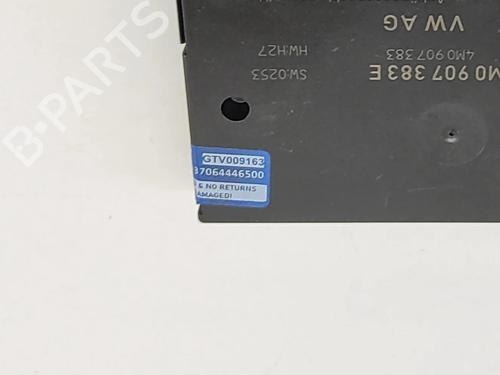 VW AG
4M0 907 383
HW:H27
M0 907 383 E
SW:0253
GTV009163
37064446500
& NO RETURNS
AMAGED!
B-PARTS